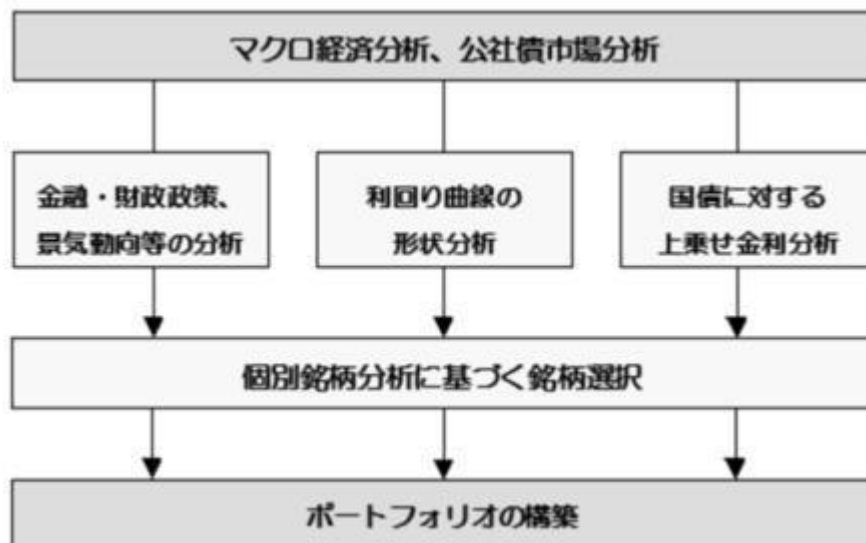 マクロ経済分析、公社債市場分析
金融・財政政策、
景気動向等の分析
利回り曲線の
形状分析
国債に対する
上乗せ金利分析
個別銘柄分析に基づく銘柄選択
ポートフォリオの構築